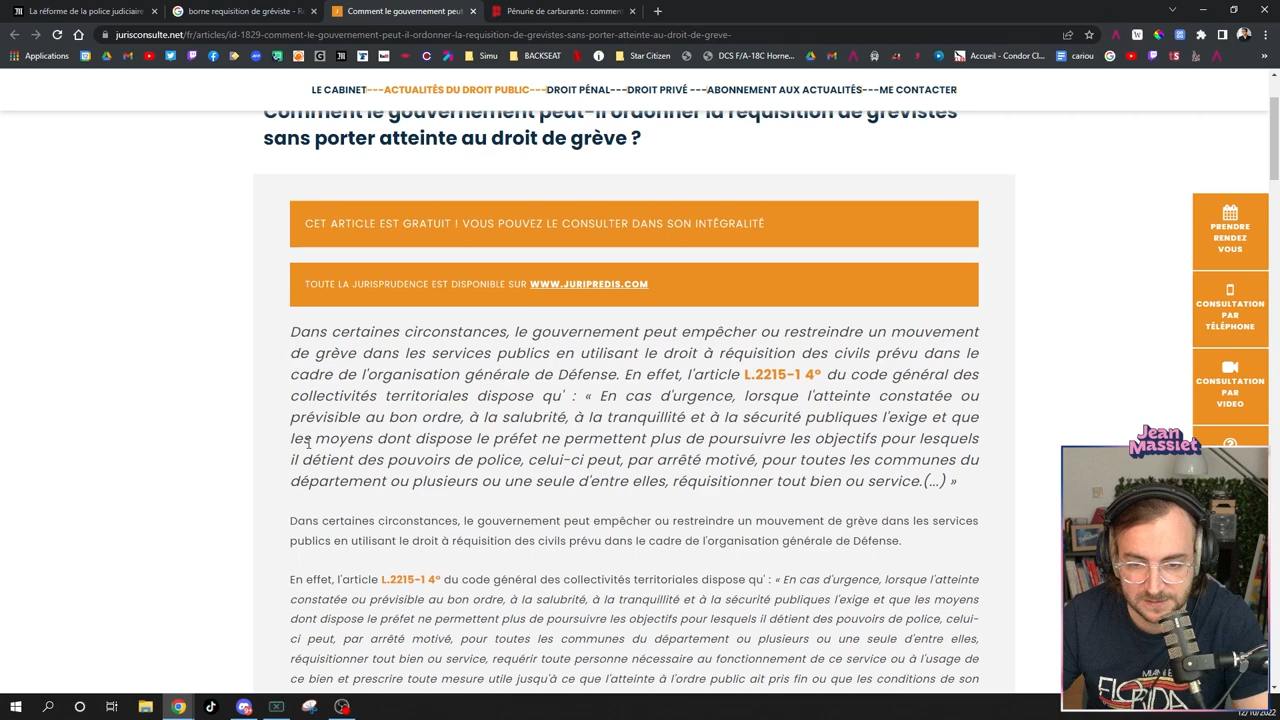 La réforme de la police judiciaire
borne requisition de gréviste - R
Comment le gouvernement peut
Pénurie de carburants : comment
jurisconsulte.net/fr/articles/id-1829-comment-le-gouvernement-peut-il-ordonner-la-requisition-de-grevistes-sans-porter-atteinte-au-droit-de-greve-
Applications
Simu
BACKSEAT
Star Citizen
DCS F/A-18C Horne
Accueil - Condor Cl
cariou
LE CABINET---ACTUALITÉS DU DROIT PUBLIC---DROIT PÉNAL---DROIT PRIVÉ ---ABONNEMENT AUX ACTUALITÉS---ME CONTACTER
Comment le gouvernement peut-il ordonner la réquisition de grévistes
sans porter atteinte au droit de grève ?
CET ARTICLE EST GRATUIT ! VOUS POUVEZ LE CONSULTER DANS SON INTÉGRALITÉ
TOUTE LA JURISPRUDENCE EST DISPONIBLE SUR WWW.JURIPREDIS.COM
Dans certaines circonstances, le gouvernement peut empêcher ou restreindre un mouvement
de grève dans les services publics en utilisant le droit à réquisition des civils prévu dans le
cadre de l'organisation générale de Défense. En effet, l'article L.2215-1 4° du code général des
collectivités territoriales dispose qu' : « En cas d'urgence, lorsque l'atteinte constatée ou
prévisible au bon ordre, à la salubrité, à la tranquillité et à la sécurité publiques l'exige et que
les moyens dont dispose le préfet ne permettent plus de poursuivre les objectifs pour lesquels
il détient des pouvoirs de police, celui-ci peut, par arrêté motivé, pour toutes les communes du
département ou plusieurs ou une seule d'entre elles, réquisitionner tout bien ou service.(...) »
Dans certaines circonstances, le gouvernement peut empêcher ou restreindre un mouvement de grève dans les services
publics en utilisant le droit à réquisition des civils prévu dans le cadre de l'organisation générale de Défense.
En effet, l'article L.2215-1 4° du code général des collectivités territoriales dispose qu' : « En cas d'urgence, lorsque l'atteinte
constatée ou prévisible au bon ordre, à la salubrité, à la tranquillité et à la sécurité publiques l'exige et que les moyens
dont dispose le préfet ne permettent plus de poursuivre les objectifs pour lesquels il détient des pouvoirs de police, celui-
ci peut, par arrêté motivé, pour toutes les communes du département ou plusieurs ou une seule d'entre elles,
réquisitionner tout bien ou service, requérir toute personne nécessaire au fonctionnement de ce service ou à l'usage de
ce bien et prescrire toute mesure utile jusqu'à ce que l'atteinte à l'ordre public ait pris fin ou que les conditions de son
PRENDRE
RENDEZ
VOUS
CONSULTATION
PAR
TÉLÉPHONE
CONSULTATION
PAR
VIDEO
Jean
Massiet
FLORIDA
12/10/2022